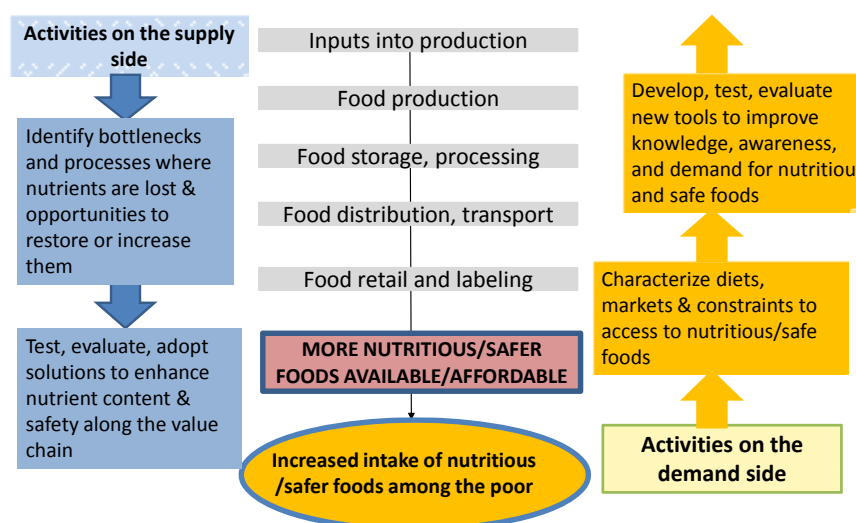 Activities on the supply
side
Identify bottlenecks
and processes where
nutrients are lost &
opportunities to
restore or increase
them
Test, evaluate, adopt
solutions to enhance
nutrient content &
safety along the value
chain
Inputs into production
Food production
Food storage, processing
Food distribution, transport
Food retail and labeling
MORE NUTRITIOUS/SAFER
FOODS AVAILABLE/AFFORDABLE
Increased intake of nutritious
/safer foods among the poor
Develop, test, evaluate
new tools to improve
knowledge, awareness,
and demand for nutritiou
and safe foods
Characterize diets,
markets & constraints to
access to nutritious/safe
foods
Activities on the
demand side